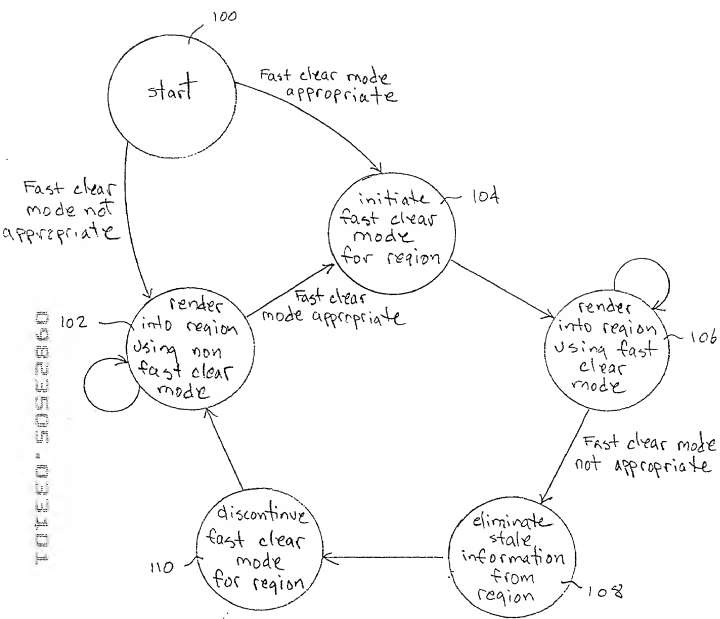 100
start
Fast clear mode
appropriate
Fast clear
mode not
appropriate
104
initiate
fast clear
mode
for region
102
render
into region
using non
fast clear
mode
Fast clear
mode appropriate
render
into region
using fast
clear
mode
106
Fast clear mode
not appropriate
discontinue
fast clear
mode
for region
110
eliminate
stale
information
from
region
108
09823505.033101